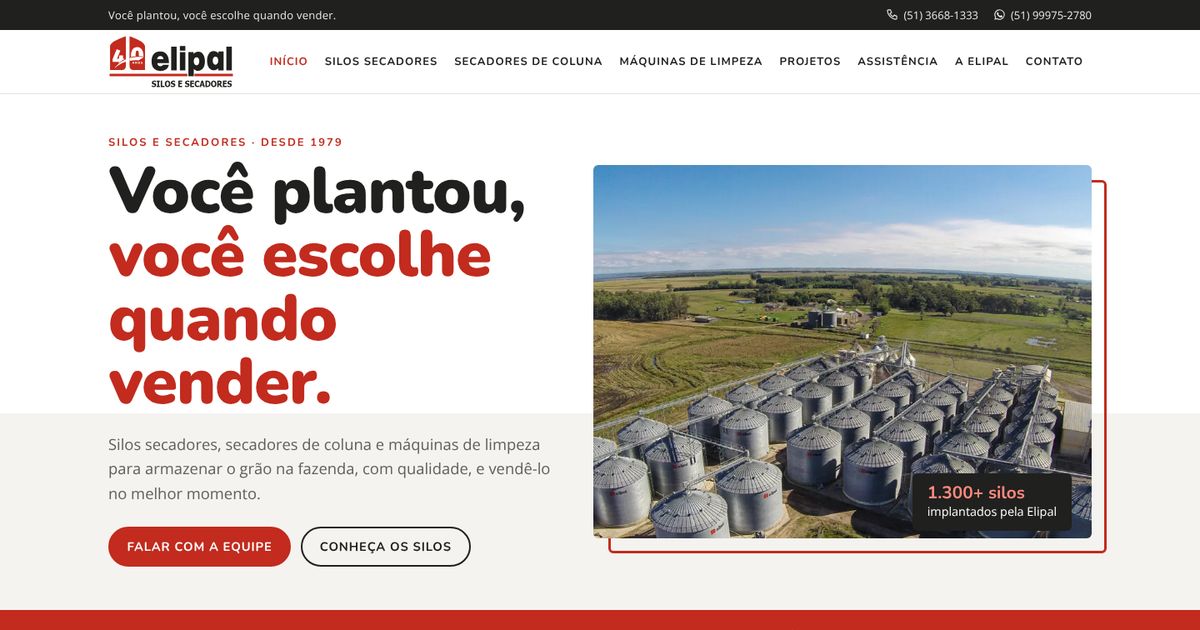 Você plantou, você escolhe quando vender.
(51) 3668-1333
(51) 99975-2780
40
elipal
SILOS E SECADORES
INÍCIO
SILOS SECADORES
SECADORES DE COLUNA
MÁQUINAS DE LIMPEZA
PROJETOS
ASSISTÊNCIA
A ELIPAL
CONTATO
SILOS E SECADORES · DESDE 1979
Você plantou,
você escolhe
quando
vender.
Silos secadores, secadores de coluna e máquinas de limpeza
para armazenar o grão na fazenda, com qualidade, e vendê-lo
no melhor momento.
FALAR COM A EQUIPE
CONHEÇA OS SILOS
1.300+ silos
implantados pela Elipal